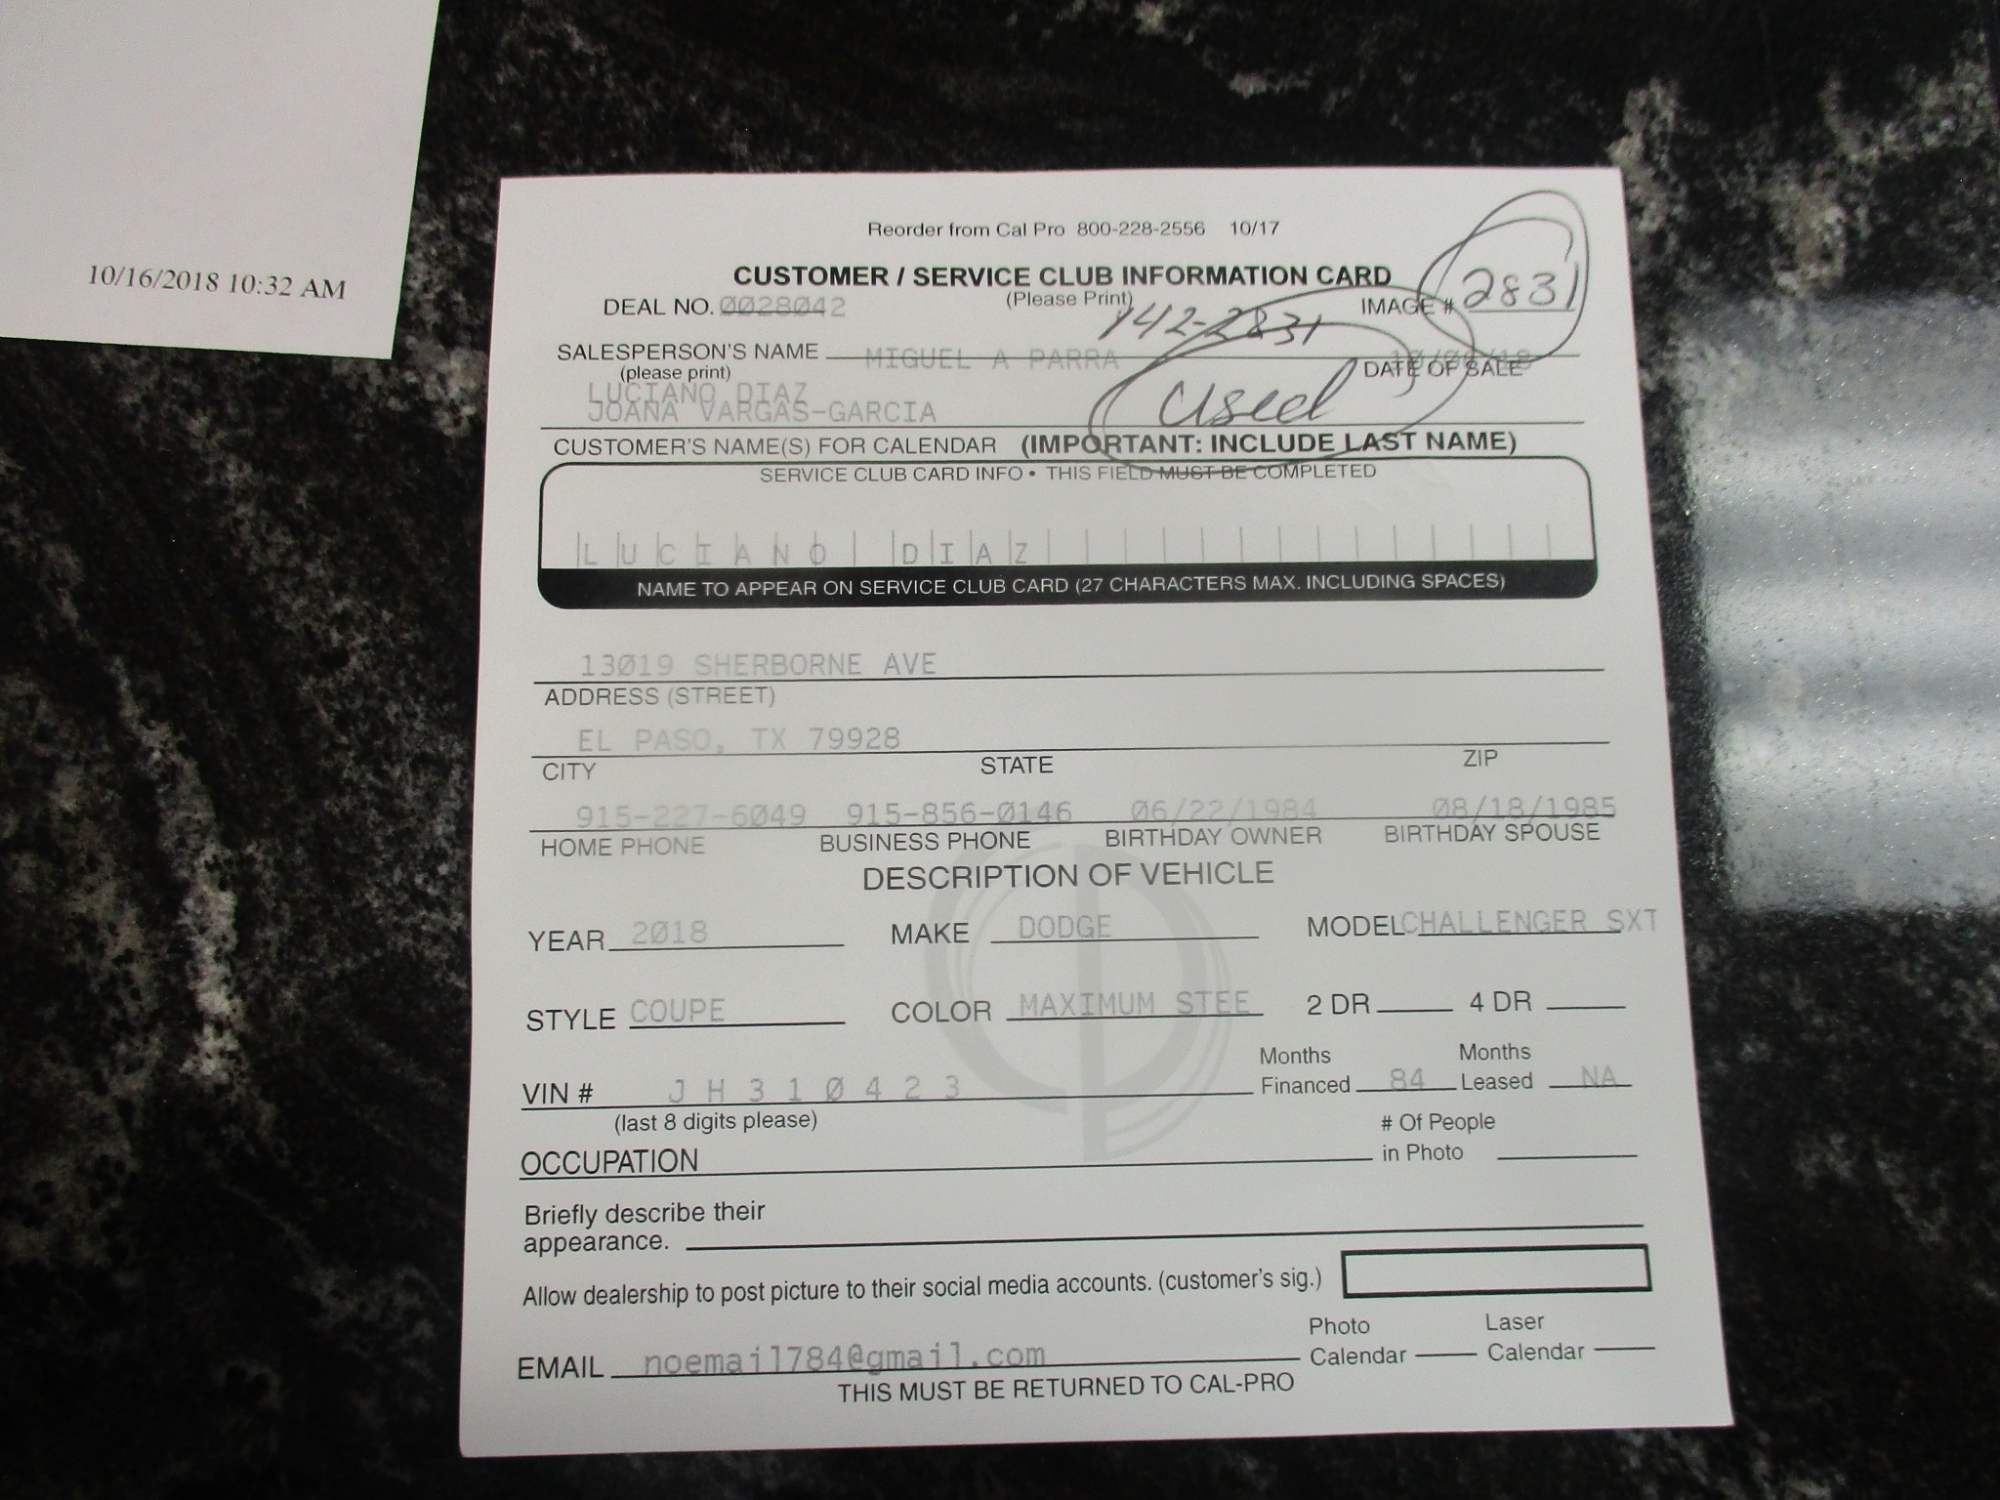 10/16/2018 10:32 AM
Reorder from Cal Pro 800-228-2556 10/17
CUSTOMER / SERVICE CLUB INFORMATION CARD
DEAL NO. 0028042 (Please Print) IMAGE # 2831
142-2831
SALESPERSON'S NAME MIGUEL A PARRA
(please print) DATE OF SALE
LUCIANO DIAZ
JOANA VARGAS-GARCIA Used
CUSTOMER'S NAME(S) FOR CALENDAR (IMPORTANT: INCLUDE LAST NAME)
SERVICE CLUB CARD INFO • THIS FIELD MUST BE COMPLETED
LUCIANO DIAZ
NAME TO APPEAR ON SERVICE CLUB CARD (27 CHARACTERS MAX. INCLUDING SPACES)
13019 SHERBORNE AVE
ADDRESS (STREET)
EL PASO, TX 79928
CITY STATE ZIP
915-227-6049 915-856-0146 06/22/1984 08/18/1985
HOME PHONE BUSINESS PHONE BIRTHDAY OWNER BIRTHDAY SPOUSE
DESCRIPTION OF VEHICLE
YEAR 2018 MAKE DODGE MODEL CHALLENGER SXT
STYLE COUPE COLOR MAXIMUM STEE 2 DR 4 DR
Months Months
VIN # J H 3 1 0 4 2 3 Financed 84 Leased NA
(last 8 digits please) # Of People
OCCUPATION in Photo
Briefly describe their
appearance.
Allow dealership to post picture to their social media accounts. (customer's sig.)
Photo Laser
EMAIL noemail784@gmail.com Calendar Calendar
THIS MUST BE RETURNED TO CAL-PRO